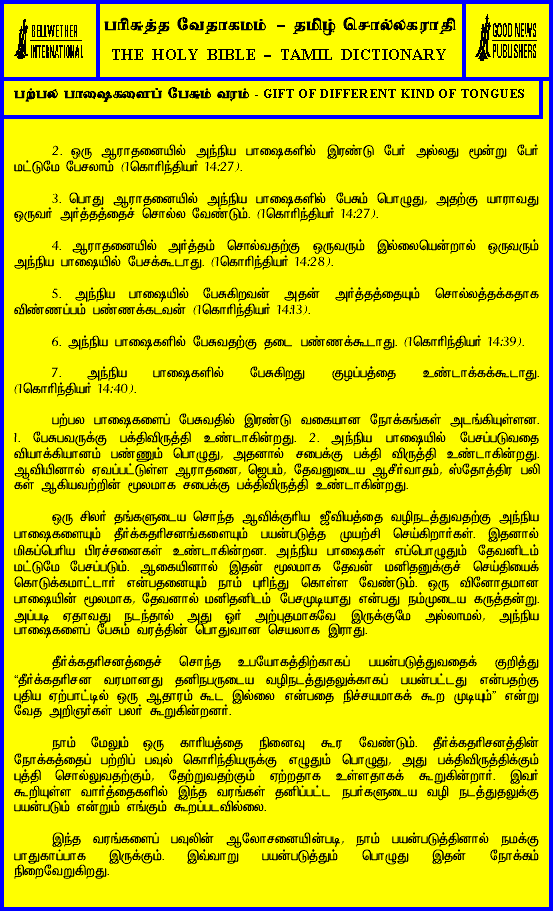 BELLWETHER
INTERNATIONAL
பரிசுத்த வேதாகமம் – தமிழ் சொல்லகராதி
THE HOLY BIBLE – TAMIL DICTIONARY
GOOD NEWS
PUBLISHERS
பற்பல பாஷைகளைப் பேசும் வரம் - GIFT OF DIFFERENT KIND OF TONGUES
2. ஒரு ஆராதனையில் அந்நிய பாஷைகளில் இரண்டு பேர் அல்லது மூன்று பேர்
மட்டுமே பேசலாம் (1கொரிந்தியர் 14:27).
3. பொது ஆராதனையில் அந்நிய பாஷைகளில் பேசும் பொழுது, அதற்கு யாராவது
ஒருவர் அர்த்தத்தைச் சொல்ல வேண்டும். (1கொரிந்தியர் 14:27).
4. ஆராதனையில் அர்த்தம் சொல்வதற்கு ஒருவரும் இல்லையென்றால் ஒருவரும்
அந்நிய பாஷையில் பேசக்கூடாது. (1கொரிந்தியர் 14:28).
5. அந்நிய பாஷையில் பேசுகிறவன் அதன் அர்த்தத்தையும் சொல்லத்தக்கதாக
விண்ணப்பம் பண்ணக்கடவன் (1கொரிந்தியர் 14:13).
6. அந்நிய பாஷைகளில் பேசுவதற்கு தடை பண்ணக்கூடாது. (1கொரிந்தியர் 14:39).
7. அந்நிய பாஷைகளில் பேசுகிறது குழப்பத்தை உண்டாக்கக்கூடாது.
(1கொரிந்தியர் 14:40).
பற்பல பாஷைகளைப் பேசுவதில் இரண்டு வகையான நோக்கங்கள் அடங்கியுள்ளன.
1. பேசுபவருக்கு பக்திவிருத்தி உண்டாகின்றது. 2. அந்நிய பாஷையில் பேசப்படுவதை
வியாக்கியானம் பண்ணும் பொழுது, அதனால் சபைக்கு பக்தி விருத்தி உண்டாகின்றது.
ஆவியினால் ஏவப்பட்டுள்ள ஆராதனை, ஜெபம், தேவனுடைய ஆசீர்வாதம், ஸ்தோத்திர பலி
கள் ஆகியவற்றின் மூலமாக சபைக்கு பக்திவிருத்தி உண்டாகின்றது.
ஒரு சிலர் தங்களுடைய சொந்த ஆவிக்குரிய ஜீவியத்தை வழிநடத்துவதற்கு அந்நிய
பாஷைகளையும் தீர்க்கதரிசனங்களையும் பயன்படுத்த முயற்சி செய்கிறார்கள். இதனால்
மிகப்பெரிய பிரச்சனைகள் உண்டாகின்றன. அந்நிய பாஷைகள் எப்பொழுதும் தேவனிடம்
மட்டுமே பேசப்படும். ஆகையினால் இதன் மூலமாக தேவன் மனிதனுக்குச் செய்தியைக்
கொடுக்கமாட்டார் என்பதனையும் நாம் புரிந்து கொள்ள வேண்டும். ஒரு வினோதமான
பாஷையின் மூலமாக, தேவனால் மனிதனிடம் பேசமுடியாது என்பது நம்முடைய கருத்தன்று.
அப்படி ஏதாவது நடந்தால் அது ஓர் அற்புதமாகவே இருக்குமே அல்லாமல், அந்நிய
பாஷைகளைப் பேசும் வரத்தின் பொதுவான செயலாக இராது.
தீர்க்கதரிசனத்தைச் சொந்த உபயோகத்திற்காகப் பயன்படுத்துவதைக் குறித்து
“தீர்க்கதரிசன வரமானது தனிநபருடைய வழிநடத்துதலுக்காகப் பயன்பட்டது என்பதற்கு
புதிய ஏற்பாட்டில் ஒரு ஆதாரம் கூட இல்லை என்பதை நிச்சயமாகக் கூற முடியும்” என்று
வேத அறிஞர்கள் பலர் கூறுகின்றனர்.
நாம் மேலும் ஒரு காரியத்தை நினைவு கூர வேண்டும். தீர்க்கதரிசனத்தின்
நோக்கத்தைப் பற்றிப் பவுல் கொரிந்தியருக்கு எழுதும் பொழுது, அது பக்திவிருத்திக்கும்
புத்தி சொல்லுவதற்கும், தேற்றுவதற்கும் ஏற்றதாக உள்ளதாகக் கூறுகின்றார். இவர்
கூறியுள்ள வார்த்தைகளில் இந்த வரங்கள் தனிப்பட்ட நபர்களுடைய வழி நடத்துதலுக்கு
பயன்படும் என்றும் எங்கும் கூறப்படவில்லை.
இந்த வரங்களைப் பவுலின் ஆலோசனையின்படி, நாம் பயன்படுத்தினால் நமக்கு
பாதுகாப்பாக இருக்கும். இவ்வாறு பயன்படுத்தும் பொழுது இதன் நோக்கம்
நிறைவேறுகிறது.